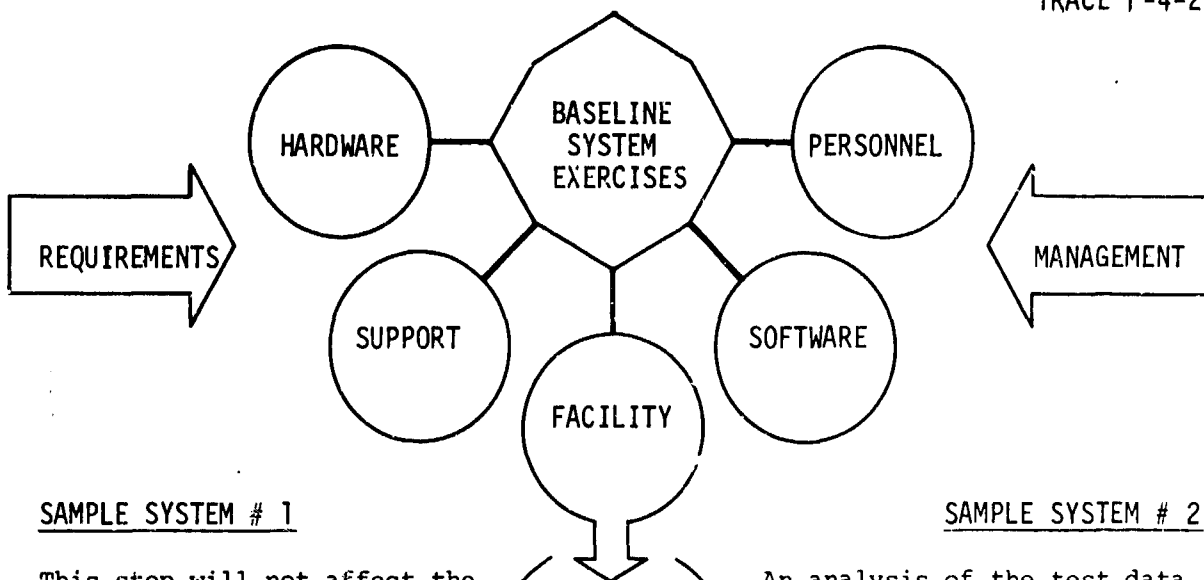 TRACE 1-4-2
BASELINE
SYSTEM
EXERCISES
HARDWARE
PERSONNEL
REQUIREMENTS
MANAGEMENT
SUPPORT
SOFTWARE
FACILITY
SAMPLE SYSTEM # 1
SAMPLE SYSTEM # 2
This step will not affect the
An analysis of the test data